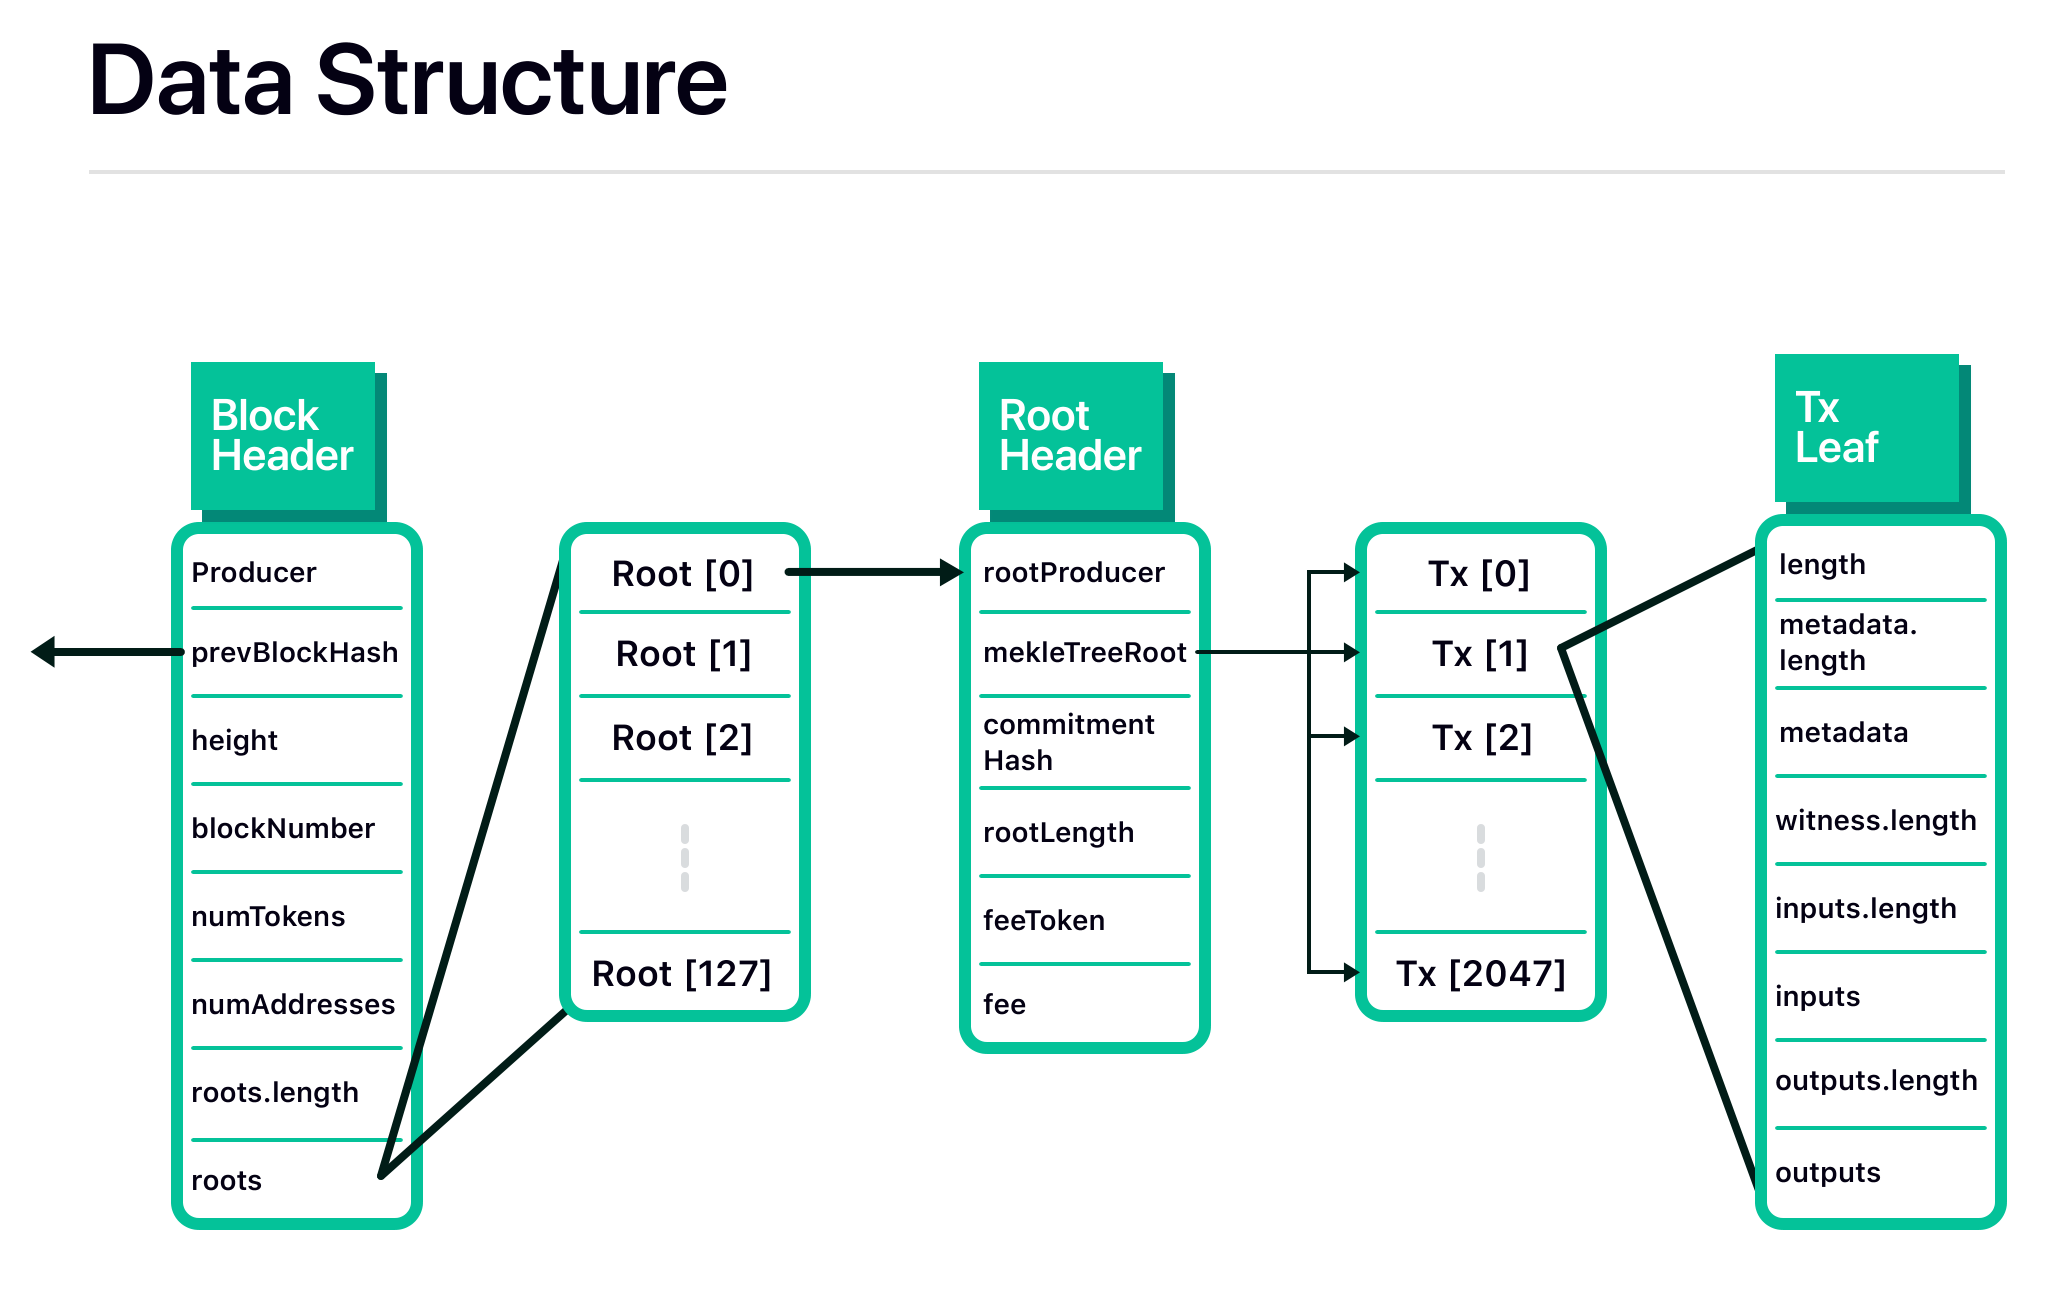 Data Structure
Block
Header
Producer
prevBlockHash
height
blockNumber
numTokens
numAddresses
roots.length
roots
Root [0]
Root [1]
Root [2]
Root [127]
Root
Header
rootProducer
mekleTreeRoot
commitment
Hash
rootLength
feeToken
fee
Tx [0]
Tx [1]
Tx [2]
Tx [2047]
Tx
Leaf
length
metadata.
length
metadata
witness.length
inputs.length
inputs
outputs.length
outputs